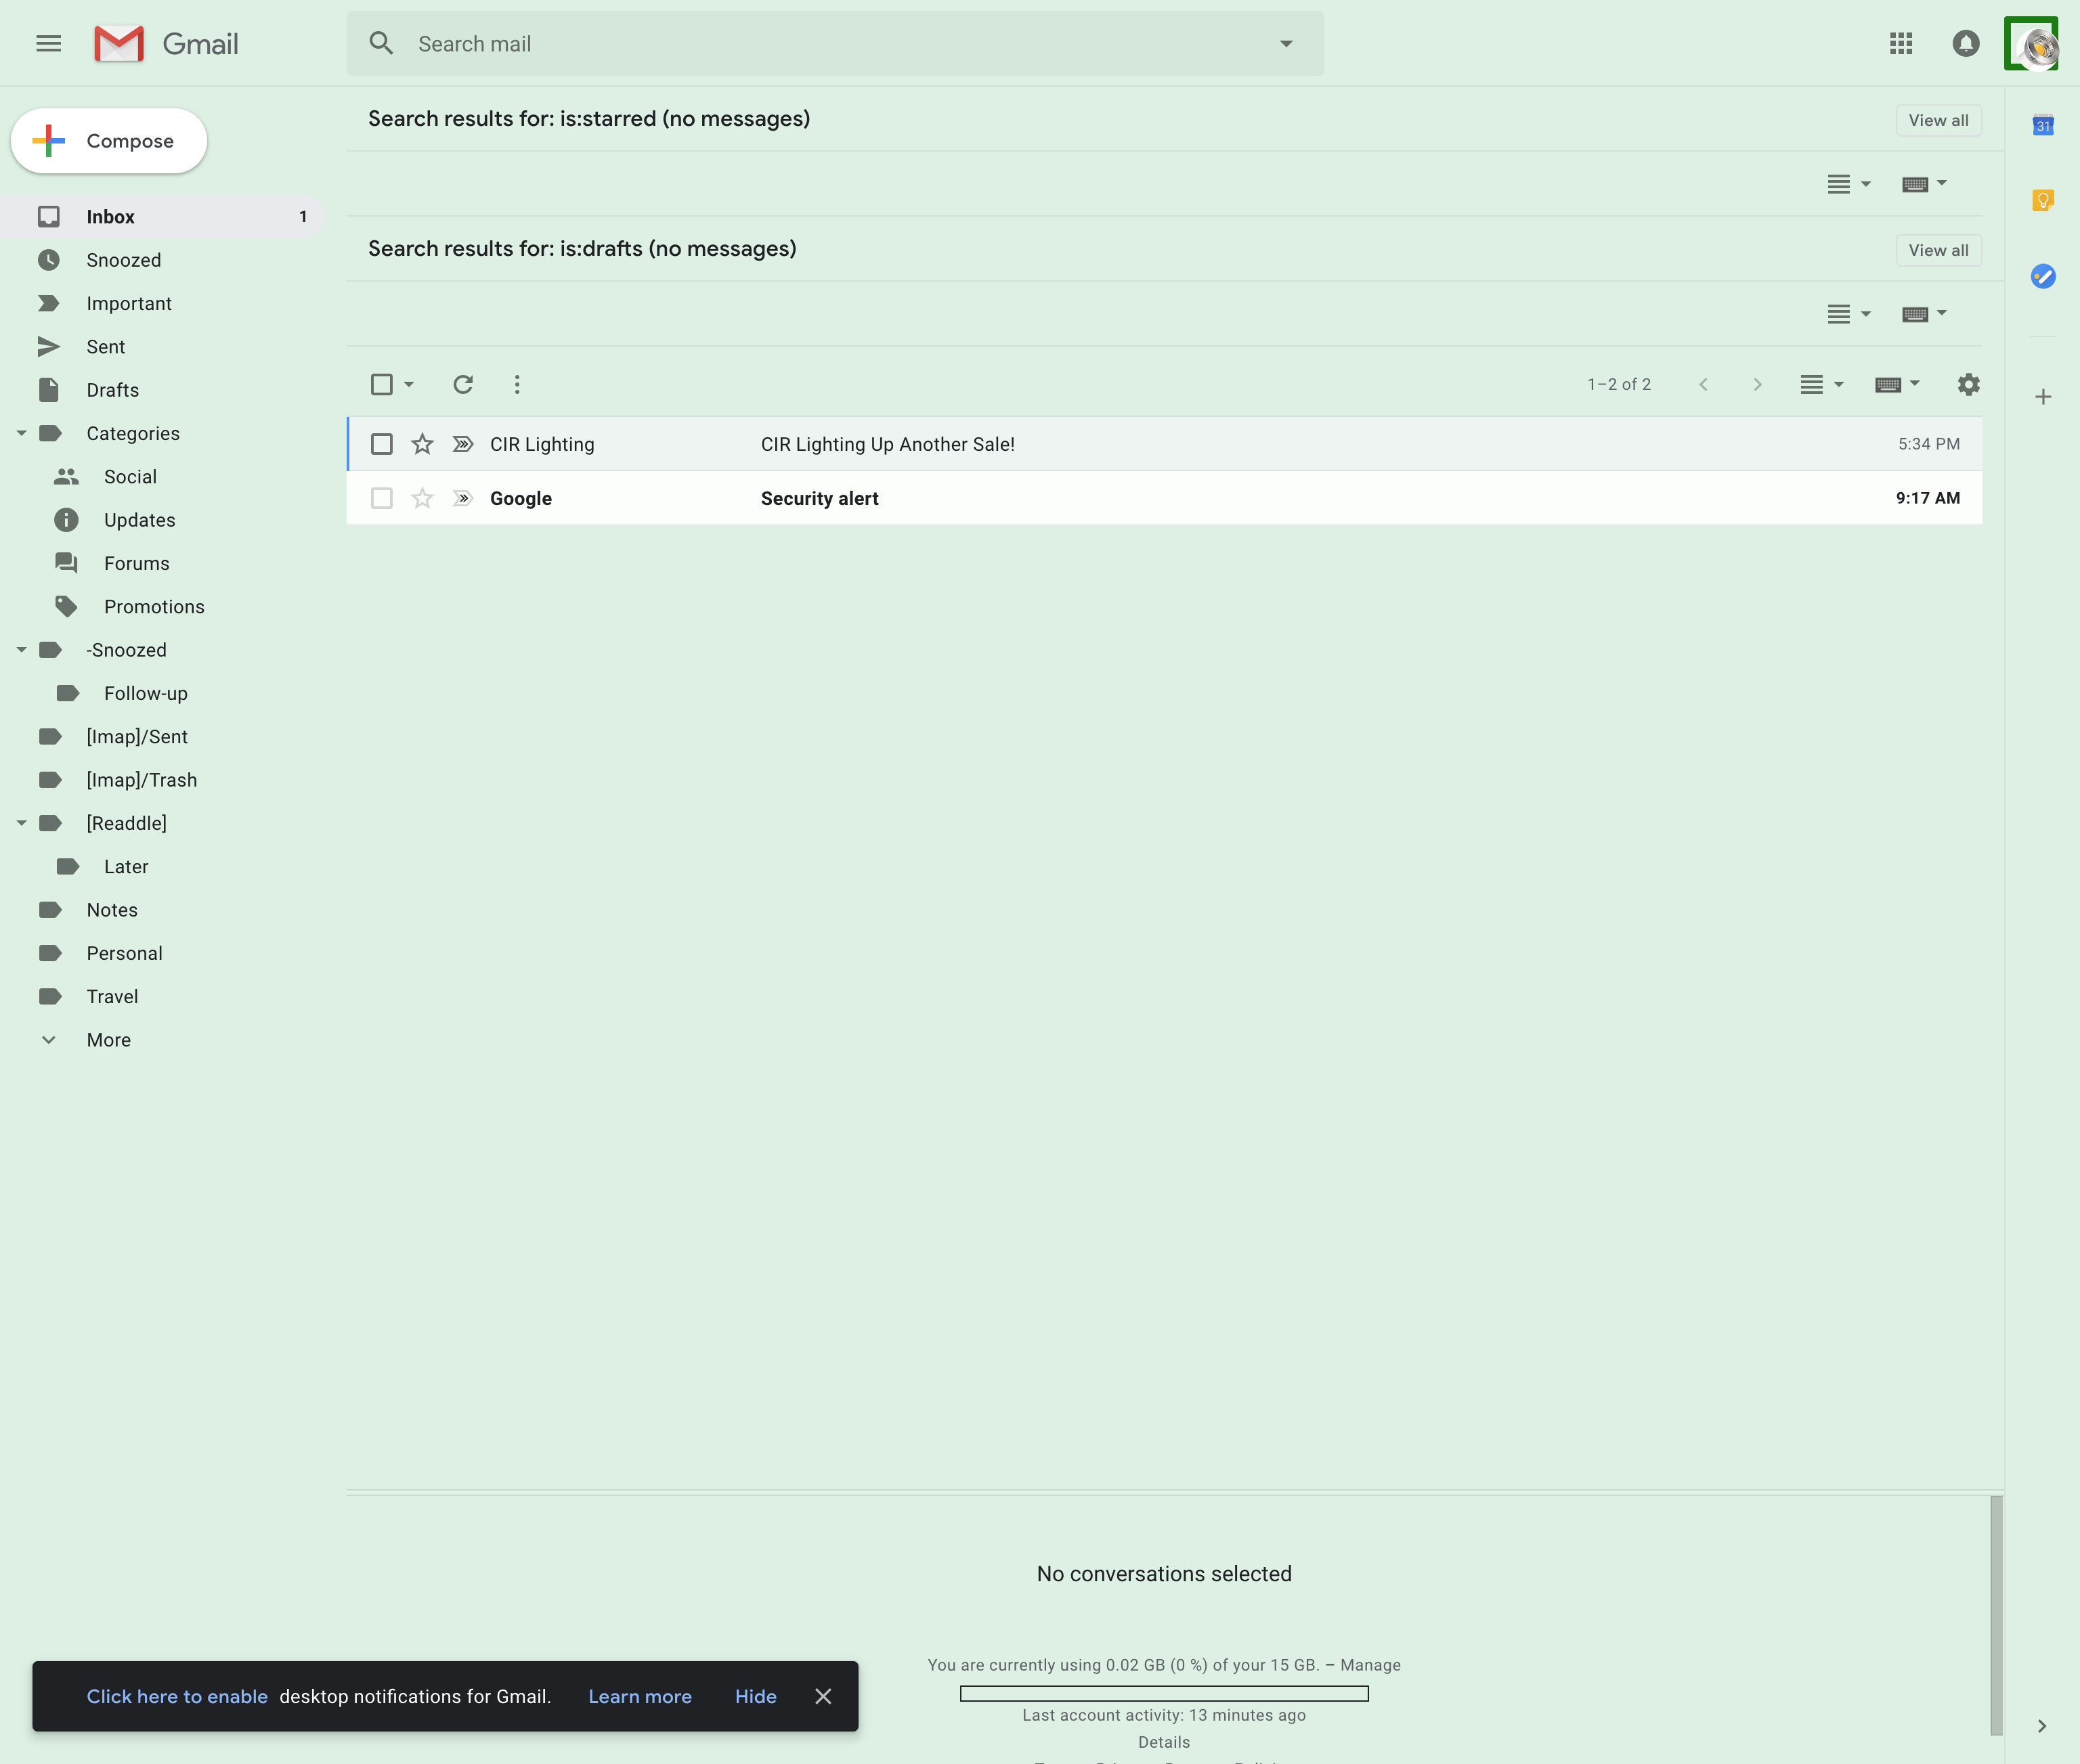 Gmail
Search mail
Compose
Inbox 1
Snoozed
Important
Sent
Drafts
Categories
Social
Updates
Forums
Promotions
-Snoozed
Follow-up
[Imap]/Sent
[Imap]/Trash
[Readdle]
Later
Notes
Personal
Travel
More
Search results for: is:starred (no messages) View all
Search results for: is:drafts (no messages) View all
1–2 of 2
CIR Lighting CIR Lighting Up Another Sale! 5:34 PM
Google Security alert 9:17 AM
31
No conversations selected
You are currently using 0.02 GB (0 %) of your 15 GB. – Manage
Last account activity: 13 minutes ago
Details
Click here to enable desktop notifications for Gmail. Learn more Hide